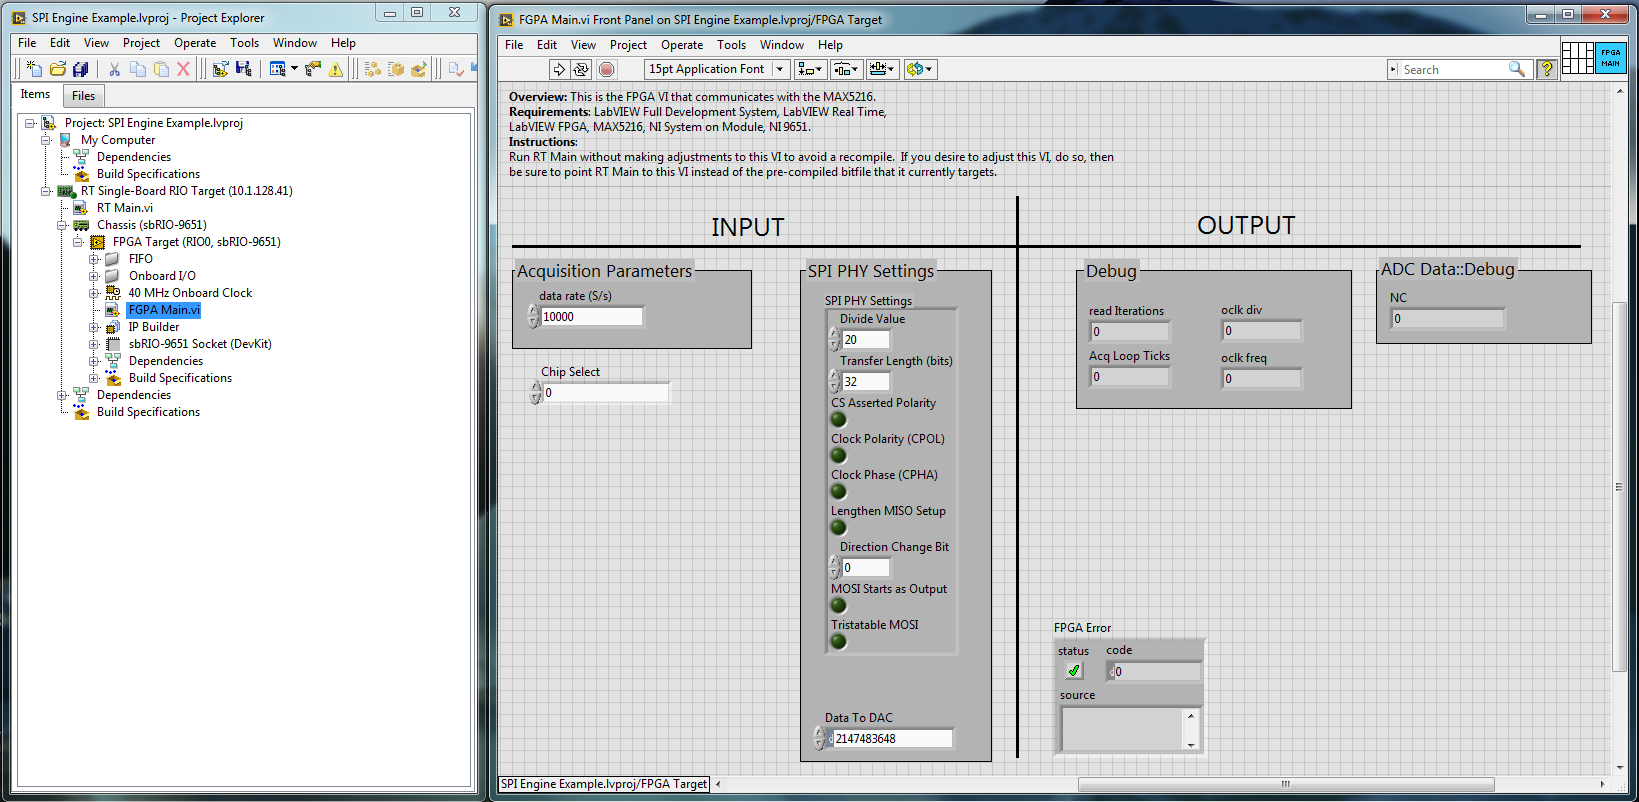 SPI Engine Example.lvproj - Project Explorer
File Edit View Project Operate Tools Window Help
Items Files
Project: SPI Engine Example.lvproj
My Computer
Dependencies
Build Specifications
RT Single-Board RIO Target (10.1.128.41)
RT Main.vi
Chassis (sbRIO-9651)
FPGA Target (RIO0, sbRIO-9651)
FIFO
Onboard I/O
40 MHz Onboard Clock
FGPA Main.vi
IP Builder
sbRIO-9651 Socket (DevKit)
Dependencies
Build Specifications
Dependencies
Build Specifications
FGPA Main.vi Front Panel on SPI Engine Example.lvproj/FPGA Target
File Edit View Project Operate Tools Window Help
15pt Application Font
Search
?
FPGA
MAIN
Overview: This is the FPGA VI that communicates with the MAX5216.
Requirements: LabVIEW Full Development System, LabVIEW Real Time,
LabVIEW FPGA, MAX5216, NI System on Module, NI 9651.
Instructions:
Run RT Main without making adjustments to this VI to avoid a recompile. If you desire to adjust this VI, do so, then
be sure to point RT Main to this VI instead of the pre-compiled bitfile that it currently targets.
INPUT
Acquisition Parameters
data rate (S/s)
10000
Chip Select
0
SPI PHY Settings
SPI PHY Settings
Divide Value
20
Transfer Length (bits)
32
CS Asserted Polarity
Clock Polarity (CPOL)
Clock Phase (CPHA)
Lengthen MISO Setup
Direction Change Bit
0
MOSI Starts as Output
Tristatable MOSI
Data To DAC
d 2147483648
OUTPUT
Debug
read Iterations
0
oclk div
0
Acq Loop Ticks
0
oclk freq
0
ADC Data::Debug
NC
0
FPGA Error
status code
d 0
source
SPI Engine Example.lvproj/FPGA Target